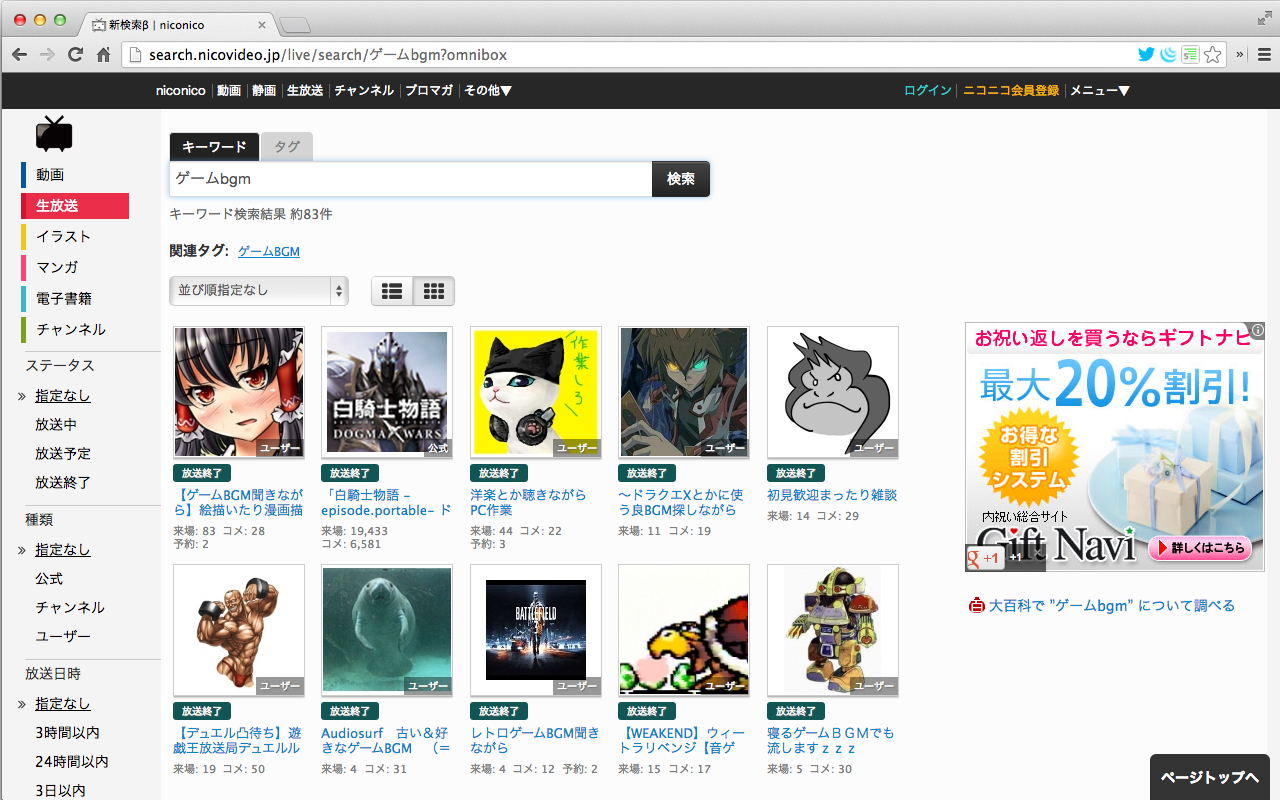 新検索β | niconico
search.nicovideo.jp/live/search/ゲームbgm?omnibox
niconico 動画 静画 生放送 チャンネル ブロマガ その他▼ ログイン ニコニコ会員登録 メニュー▼
動画
生放送
イラスト
マンガ
電子書籍
チャンネル
ステータス
» 指定なし
放送中
放送予定
放送終了
種類
» 指定なし
公式
チャンネル
ユーザー
放送日時
» 指定なし
3時間以内
24時間以内
3日以内
キーワード タグ
ゲームbgm 検索
キーワード検索結果 約83件
関連タグ: ゲームBGM
並び順指定なし
ユーザー
放送終了
【ゲームBGM聞きなが
ら】絵描いたり漫画描
来場: 83 コメ: 28
予約: 2
白騎士物語
DOGMA WARS
公式
放送終了
「白騎士物語 -
episode.portable- ド
来場: 19,433
コメ: 6,581
作業しろ
ユーザー
放送終了
洋楽とか聴きながら
PC作業
来場: 44 コメ: 22
予約: 3
ユーザー
放送終了
～ドラクエXとかに使
う良BGM探しながら
来場: 11 コメ: 19
ユーザー
放送終了
初見歓迎まったり雑談
来場: 14 コメ: 29
ユーザー
放送終了
【デュエル凸待ち】遊
戯王放送局デュエルル
来場: 19 コメ: 50
ユーザー
放送終了
Audiosurf　古い＆好
きなゲームBGM　（＝
来場: 4 コメ: 31
BATTLEFIELD
3
ユーザー
放送終了
レトロゲームBGM聞き
ながら
来場: 4 コメ: 12 予約: 2
ユーザー
放送終了
【WEAKEND】ウィー
トラリベンジ【音ゲ
来場: 15 コメ: 17
ユーザー
放送終了
寝るゲームＢＧＭでも
流しますｚｚｚ
来場: 5 コメ: 30
お祝い返しを買うならギフトナビ
最大20%割引!
お得な
割引
システム
内祝い総合サイト
Gift Navi
詳しくはこちら
g +1 +1
大百科で "ゲームbgm" について調べる
ページトップへ